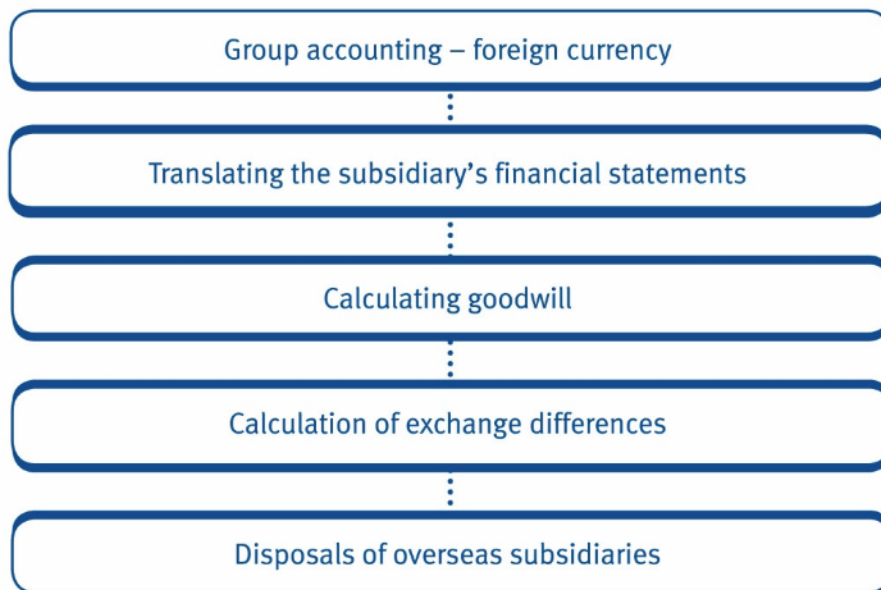 Group accounting – foreign currency
Translating the subsidiary’s financial statements
Calculating goodwill
Calculation of exchange differences
Disposals of overseas subsidiaries